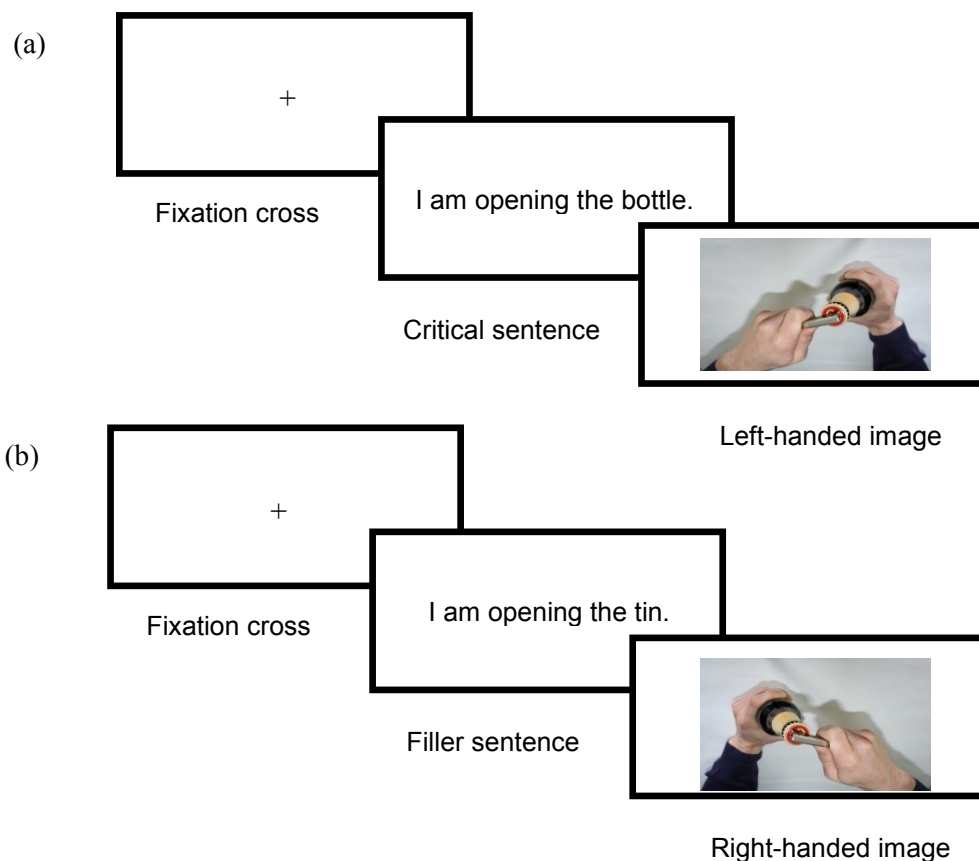 (a)
+
Fixation cross
I am opening the bottle.
Critical sentence
Left-handed image
(b)
+
Fixation cross
I am opening the tin.
Filler sentence
Right-handed image